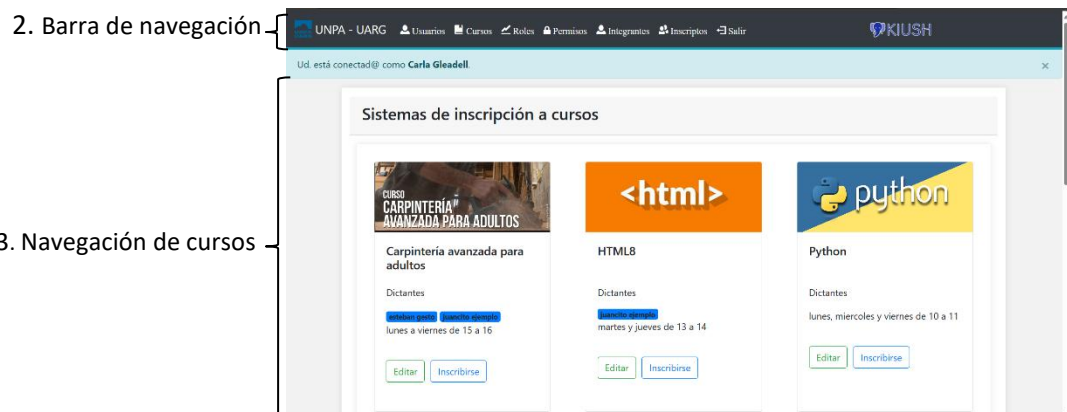 2. Barra de navegación
UNPA - UARG Usuarios Cursos Roles Permisos Integrantes Inscriptos Salir KIUSH
Ud. está conectad@ como Carla Gleadell.
×
3. Navegación de cursos
Sistemas de inscripción a cursos
CURSO
CARPINTERÍA
AVANZADA PARA ADULTOS
Carpintería avanzada para
adultos
Dictantes
esteban gesto juancito ejemplo
lunes a viernes de 15 a 16
Editar Inscribirse
<html>
HTML8
Dictantes
juancito ejemplo
martes y jueves de 13 a 14
Editar Inscribirse
python
Python
Dictantes
lunes, miercoles y viernes de 10 a 11
Editar Inscribirse